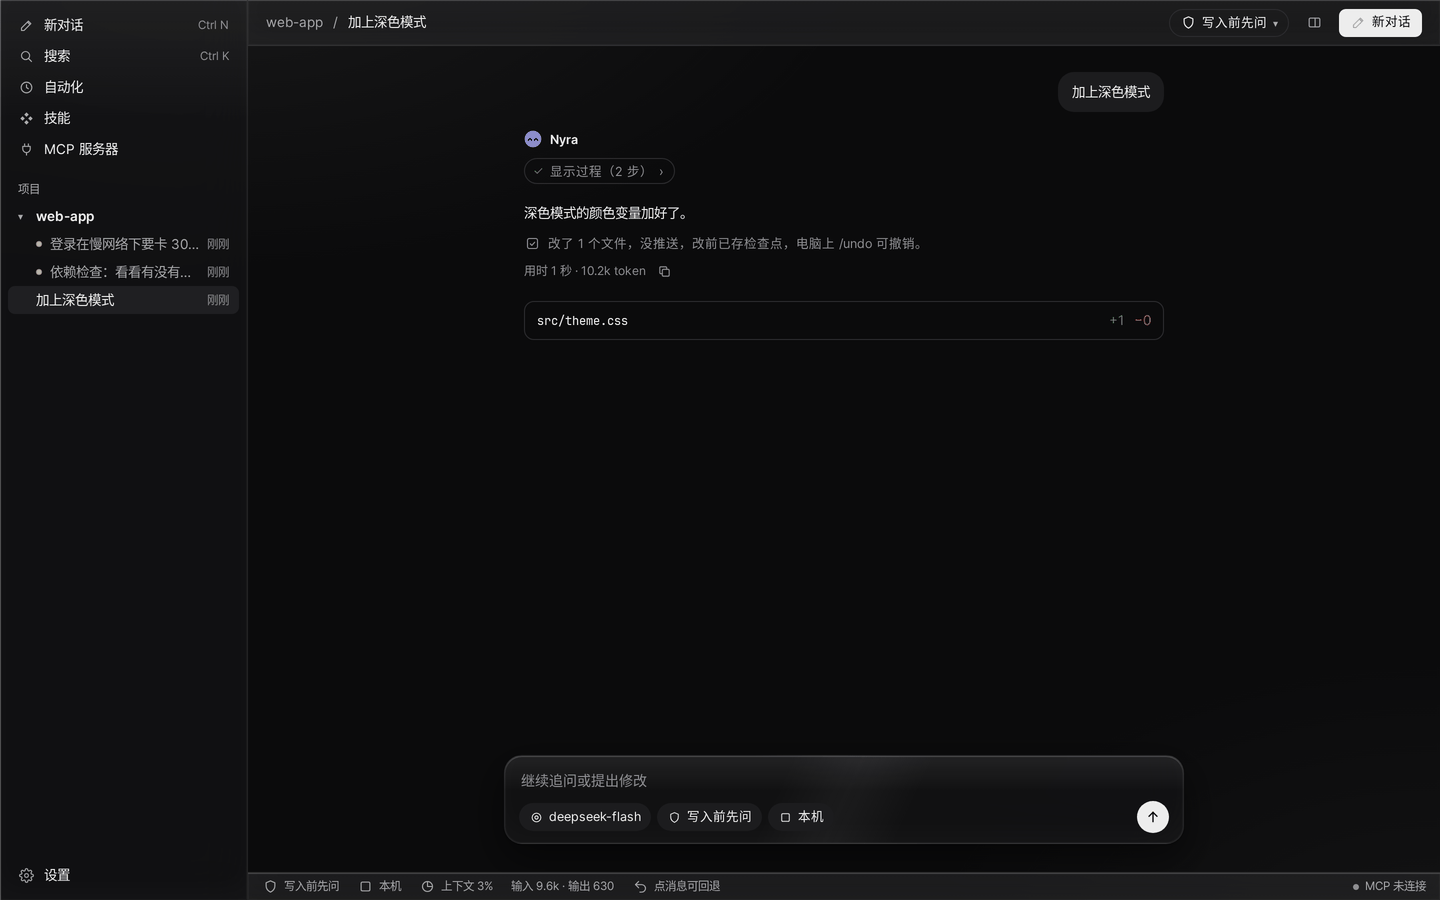 新对话 Ctrl N
搜索 Ctrl K
自动化
技能
MCP 服务器
项目
web-app
登录在慢网络下要卡 30... 刚刚
依赖检查：看看有没有... 刚刚
加上深色模式 刚刚
设置
web-app / 加上深色模式
写入前先问
新对话
加上深色模式
Nyra
显示过程（2 步）
深色模式的颜色变量加好了。
改了 1 个文件，没推送，改前已存检查点，电脑上 /undo 可撤销。
用时 1 秒 · 10.2k token
src/theme.css +1 −0
继续追问或提出修改
deepseek-flash 写入前先问 本机
写入前先问 本机 上下文 3% 输入 9.6k · 输出 630 点消息可回退 MCP 未连接